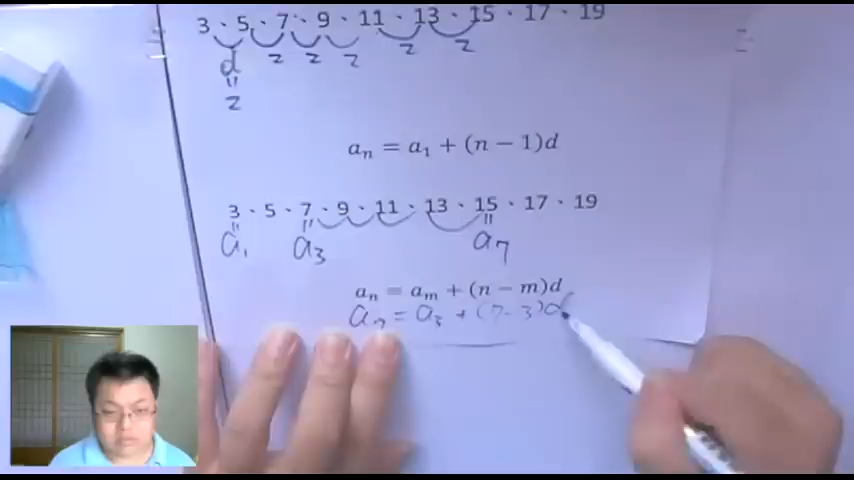 3 · 5 · 7 · 9 · 11 · 13 · 15 · 17 · 19
d 2 2 2 2 2
=
2
aₙ = a₁ + (n − 1)d
3 · 5 · 7 · 9 · 11 · 13 · 15 · 17 · 19
= = =
a₁ a₃ a₇
aₙ = aₘ + (n − m)d
a₇ = a₃ + (7-3)d